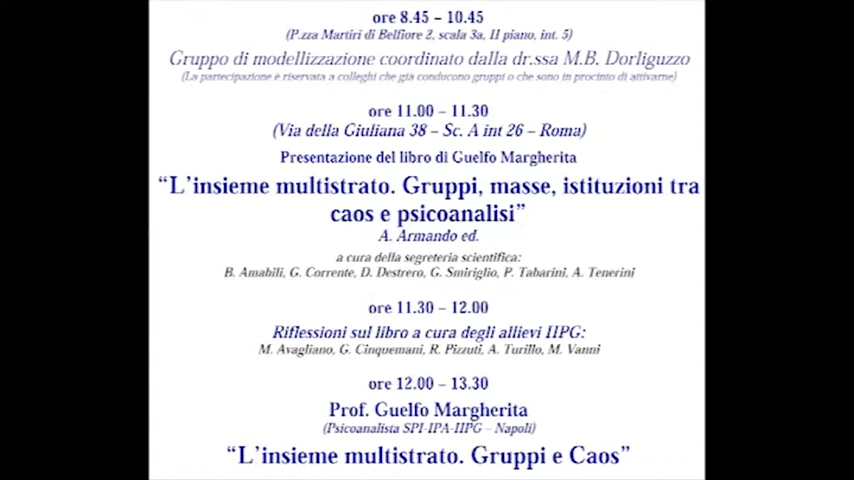 ore 8.45 – 10.45
(P.zza Martiri di Belfiore 2, scala 3a, II piano, int. 5)
Gruppo di modellizzazione coordinato dalla dr.ssa M.B. Dorliguzzo
(La partecipazione è riservata a colleghi che già conducono gruppi o che sono in procinto di attivarne)
ore 11.00 – 11.30
(Via della Giuliana 38 – Sc. A int 26 – Roma)
Presentazione del libro di Guelfo Margherita
“L’insieme multistrato. Gruppi, masse, istituzioni tra
caos e psicoanalisi”
A. Armando ed.
a cura della segreteria scientifica:
B. Amabili, G. Corrente, D. Destrero, G. Smiriglio, P. Tabarini, A. Tenerini
ore 11.30 – 12.00
Riflessioni sul libro a cura degli allievi IIPG:
M. Avagliano, G. Cinquemani, R. Pizzuti, A. Turillo, M. Vanni
ore 12.00 – 13.30
Prof. Guelfo Margherita
(Psicoanalista SPI-IPA-IIPG – Napoli)
“L’insieme multistrato. Gruppi e Caos”